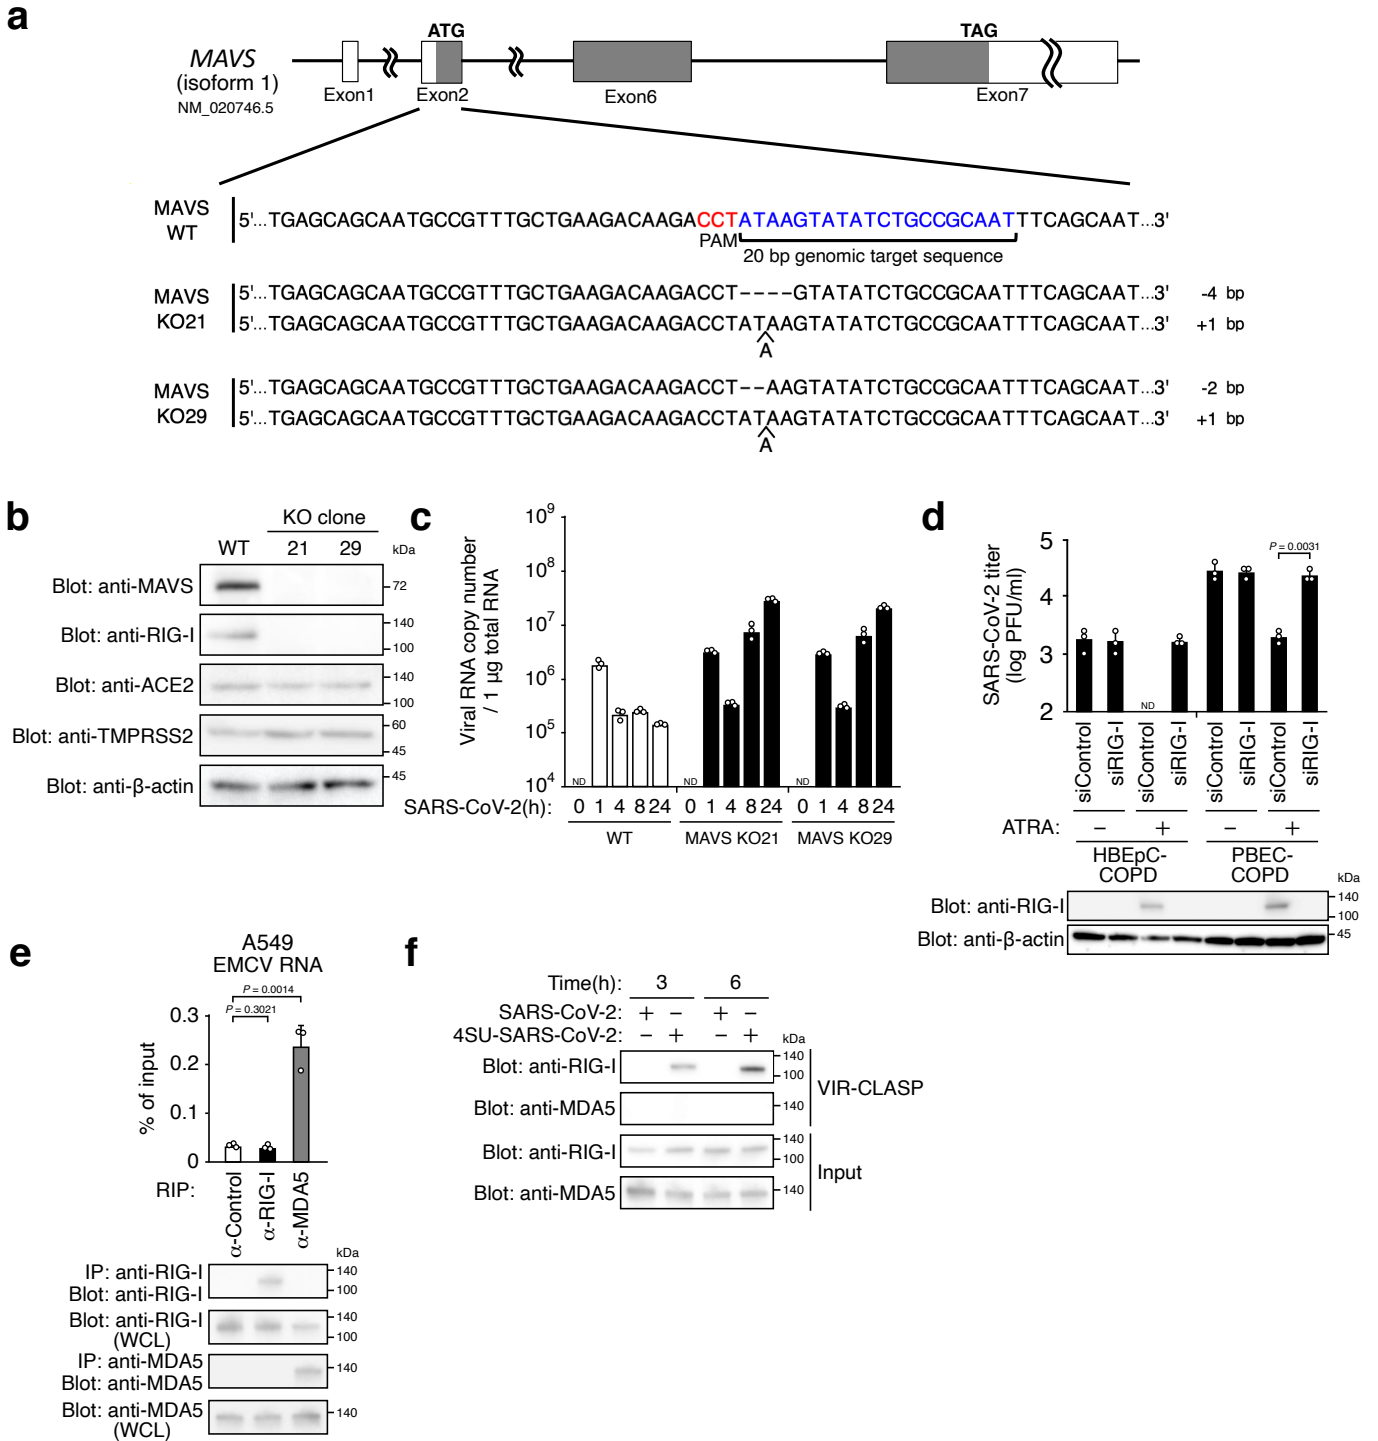 a
ATG
TAG
MAVS
(isoform 1)
NM_020746.5
Exon1
Exon2
Exon6
Exon7
MAVS
WT
5'...TGAGCAGCAATGCCGTTTGCTGAAGACAAGACCTATAAGTATATCTGCCGCAATTTCAGCAAT...3'
PAM
20 bp genomic target sequence
MAVS
KO21
5'...TGAGCAGCAATGCCGTTTGCTGAAGACAAGACCT----GTATATCTGCCGCAATTTCAGCAAT...3' -4 bp
5'...TGAGCAGCAATGCCGTTTGCTGAAGACAAGACCTATAAGTATATCTGCCGCAATTTCAGCAAT...3' +1 bp
A
MAVS
KO29
5'...TGAGCAGCAATGCCGTTTGCTGAAGACAAGACCT--AAGTATATCTGCCGCAATTTCAGCAAT...3' -2 bp
5'...TGAGCAGCAATGCCGTTTGCTGAAGACAAGACCTATAAGTATATCTGCCGCAATTTCAGCAAT...3' +1 bp
A
b
KO clone
WT 21 29 kDa
Blot: anti-MAVS 72
Blot: anti-RIG-I 140
100
Blot: anti-ACE2 140
100
Blot: anti-TMPRSS2 60
45
Blot: anti-β-actin 45
c
Viral RNA copy number
/ 1 µg total RNA
10⁹
10⁸
10⁷
10⁶
10⁵
10⁴
ND ND ND
SARS-CoV-2(h): 0 1 4 8 24 0 1 4 8 24 0 1 4 8 24
WT MAVS KO21 MAVS KO29
d
SARS-CoV-2 titer
(log PFU/ml)
5
4
3
2
P = 0.0031
ND
siControl siRIG-I siControl siRIG-I siControl siRIG-I siControl siRIG-I
ATRA: − + − +
HBEpC-
COPD
PBEC-
COPD
kDa
Blot: anti-RIG-I 140
100
Blot: anti-β-actin 45
e
A549
EMCV RNA
P = 0.0014
P = 0.3021
% of input
0.3
0.2
0.1
0
RIP: α-Control α-RIG-I α-MDA5
kDa
IP: anti-RIG-I 140
Blot: anti-RIG-I 100
Blot: anti-RIG-I 140
(WCL) 100
IP: anti-MDA5 140
Blot: anti-MDA5
Blot: anti-MDA5 140
(WCL)
f
Time(h): 3 6
SARS-CoV-2: + − + −
4SU-SARS-CoV-2: − + − + kDa
Blot: anti-RIG-I 140
100
Blot: anti-MDA5 140
VIR-CLASP
Blot: anti-RIG-I 140
100
Blot: anti-MDA5 140
Input